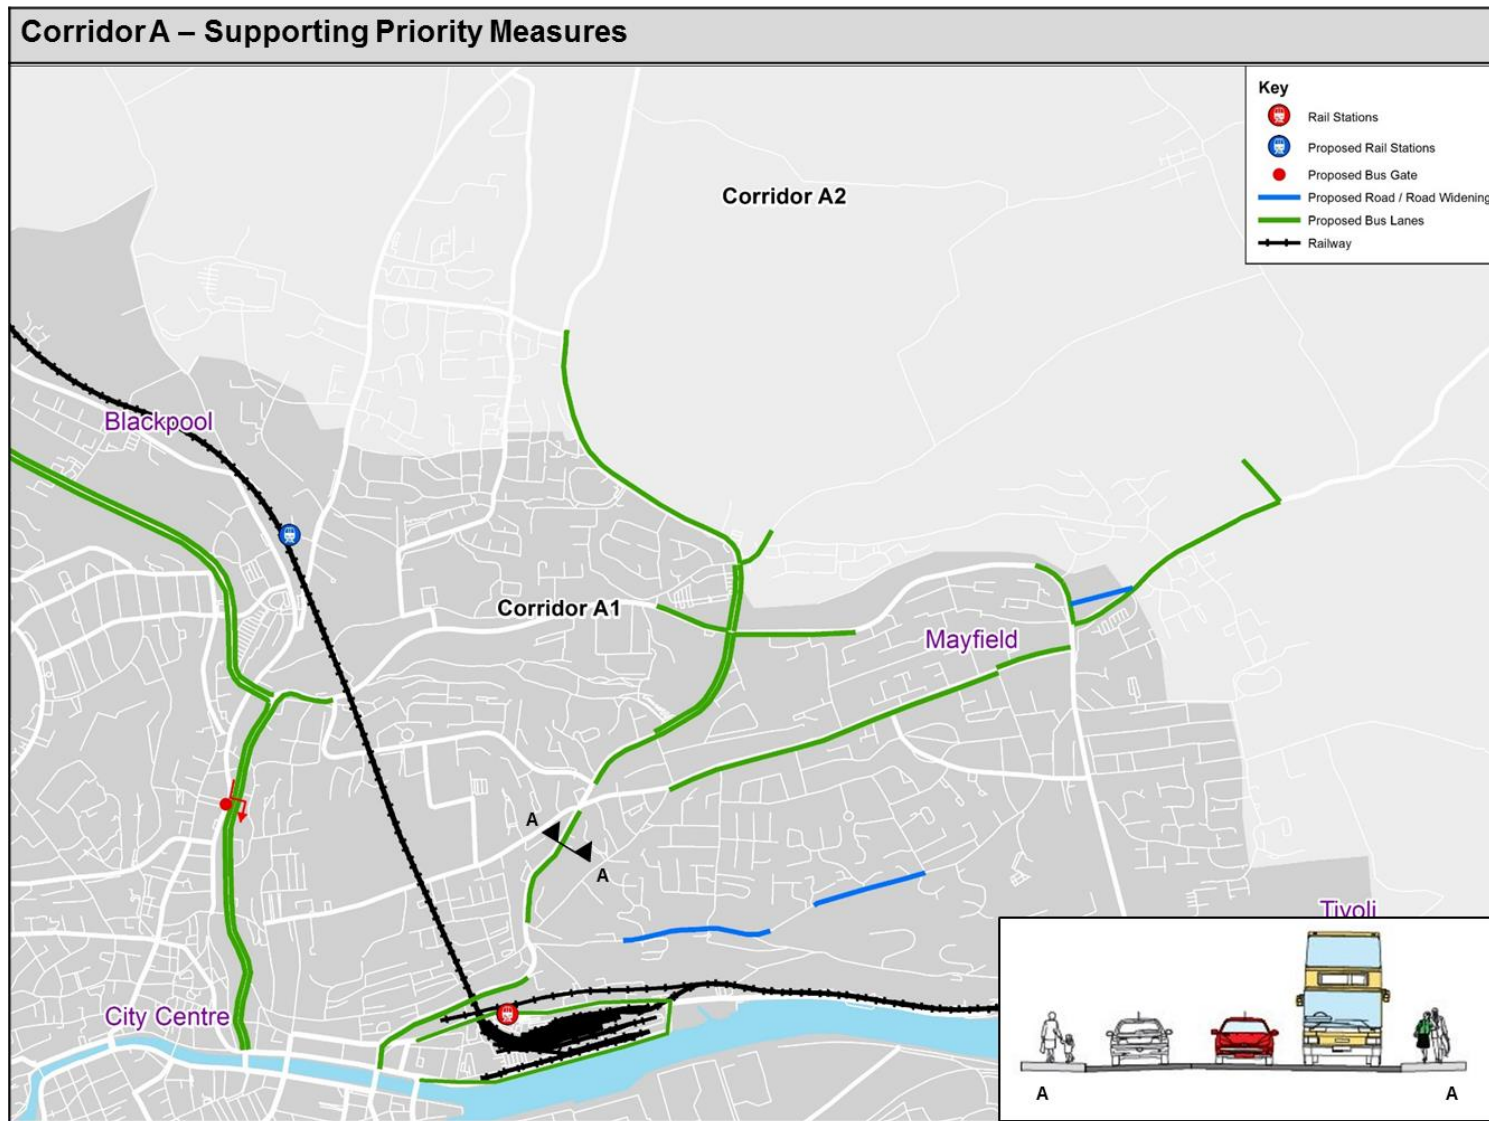 Corridor A – Supporting Priority Measures
Key
Rail Stations
Proposed Rail Stations
Proposed Bus Gate
Proposed Road / Road Widening
Proposed Bus Lanes
Railway
Corridor A2
Blackpool
Corridor A1
Mayfield
A
A
Tivoli
City Centre
A
A